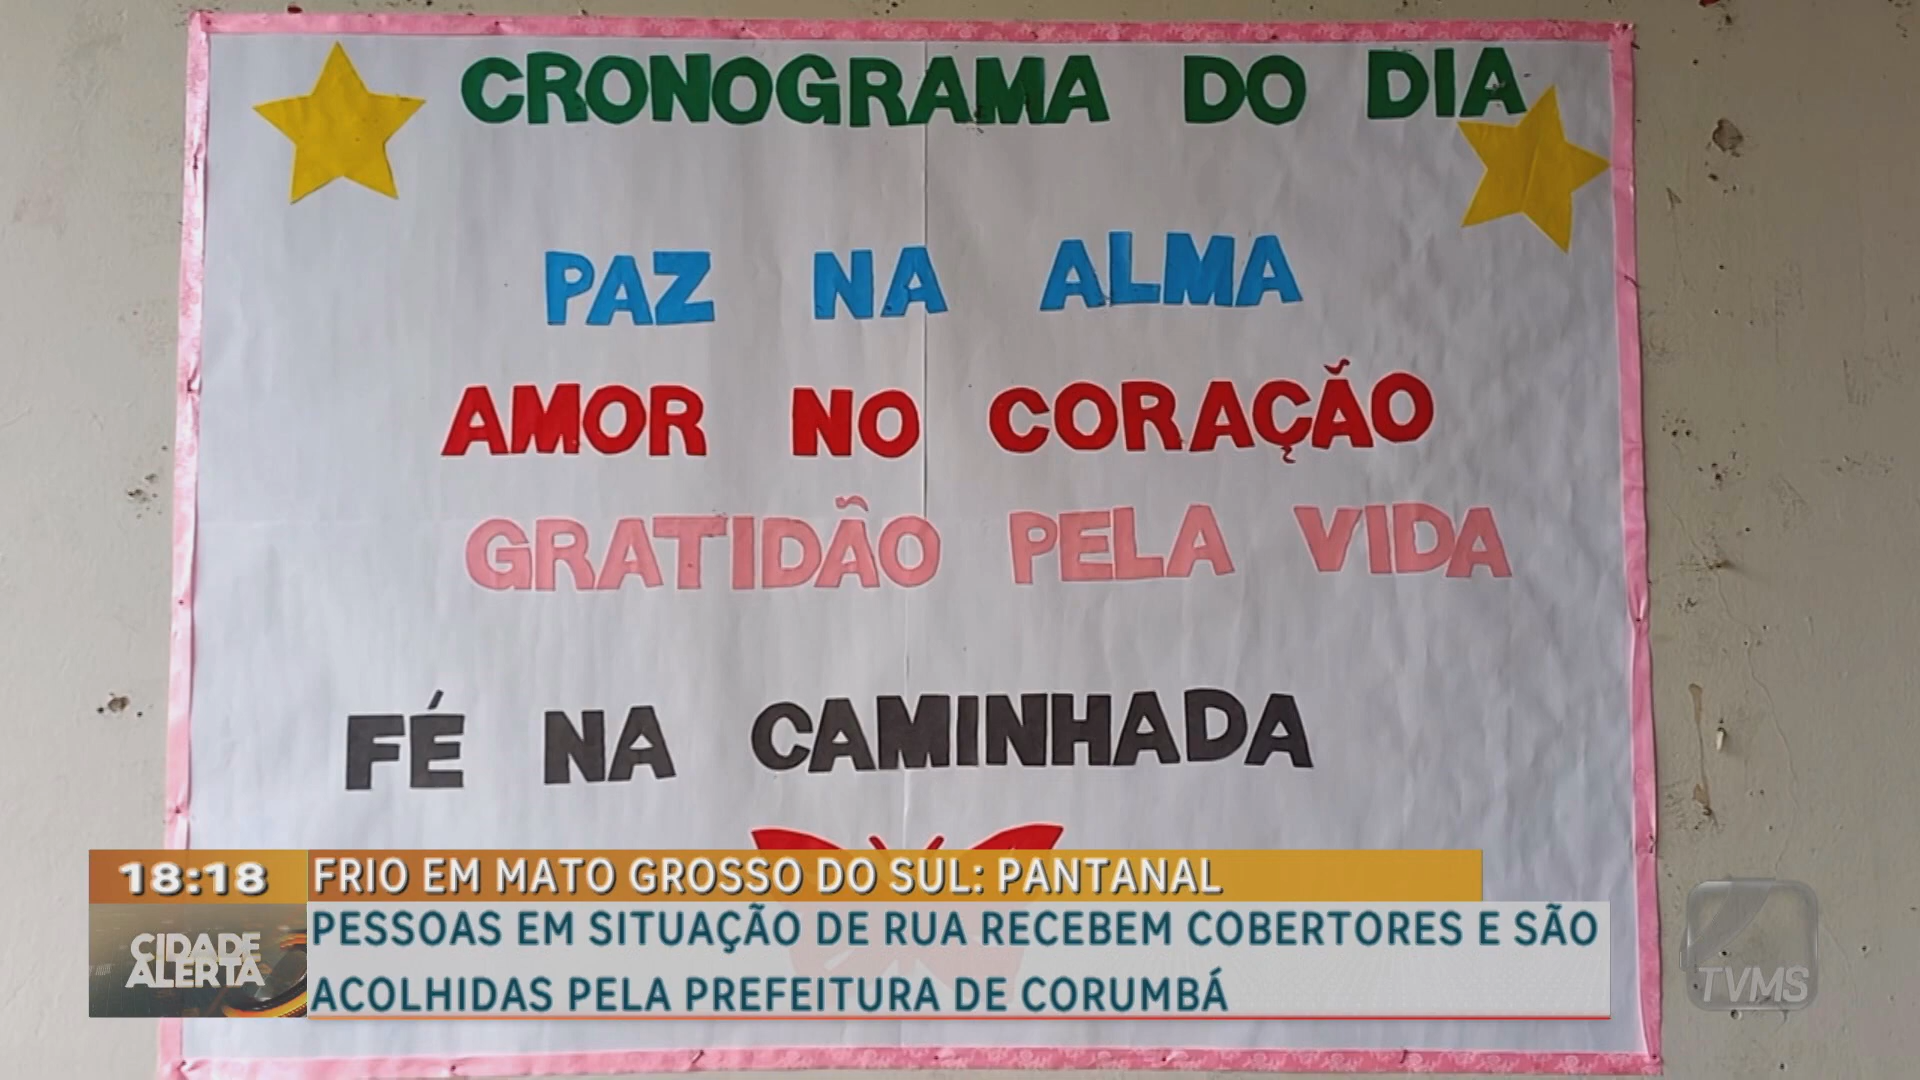 CRONOGRAMA DO DIA
PAZ NA ALMA
AMOR NO CORAÇÃO
GRATIDÃO PELA VIDA
FÉ NA CAMINHADA
18:18
FRIO EM MATO GROSSO DO SUL: PANTANAL
PESSOAS EM SITUAÇÃO DE RUA RECEBEM COBERTORES E SÃO
ACOLHIDAS PELA PREFEITURA DE CORUMBÁ
CIDADE
ALERTA
TVMS